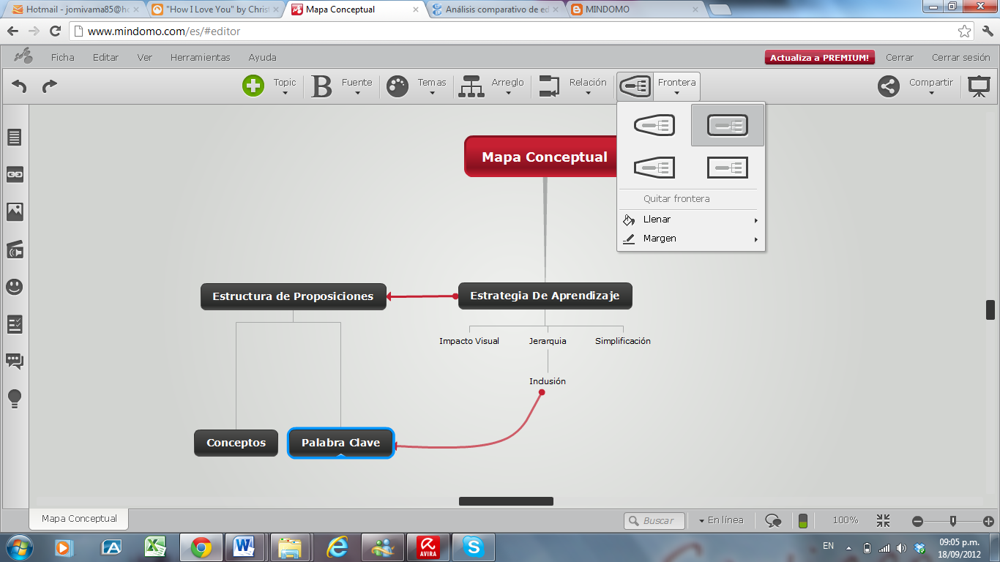 Hotmail - jomivama85@ho
"How I Love You" by Christ
Mapa Conceptual
Análisis comparativo de ed
MINDOMO
www.mindomo.com/es/#editor
Ficha
Editar
Ver
Herramientas
Ayuda
Actualiza a PREMIUM!
Cerrar
Cerrar sesión
Topic
B
Fuente
Temas
Arreglo
Relación
Frontera
Compartir
Quitar frontera
Llenar
Margen
Mapa Conceptual
Estructura de Proposiciones
Estrategia De Aprendizaje
Impacto Visual
Jerarquia
Simplificación
Inclusión
Conceptos
Palabra Clave
Mapa Conceptual
Buscar
En línea
100%
AVIRA
EN
09:05 p.m.
18/09/2012